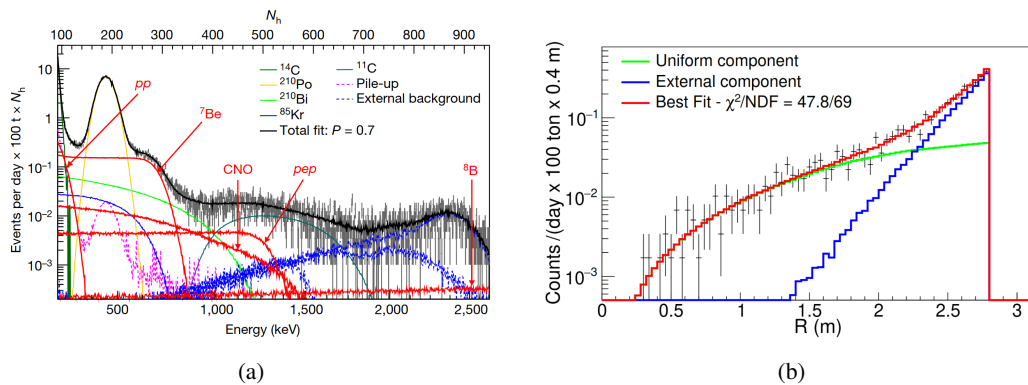 N_h
100 200 300 400 500 600 700 800 900
10
1
10⁻¹
10⁻²
10⁻³
Events per day × 100 t × N_h
pp
⁷Be
CNO
pep
⁸B
¹⁴C
²¹⁰Po
²¹⁰Bi
⁸⁵Kr
Total fit: P = 0.7
¹¹C
Pile-up
External background
500 1,000 1,500 2,000 2,500
Energy (keV)
(a)
Uniform component
External component
Best Fit - χ²/NDF = 47.8/69
Counts /(day x 100 ton x 0.4 m)
10⁻¹
10⁻²
10⁻³
0 0.5 1 1.5 2 2.5 3
R (m)
(b)